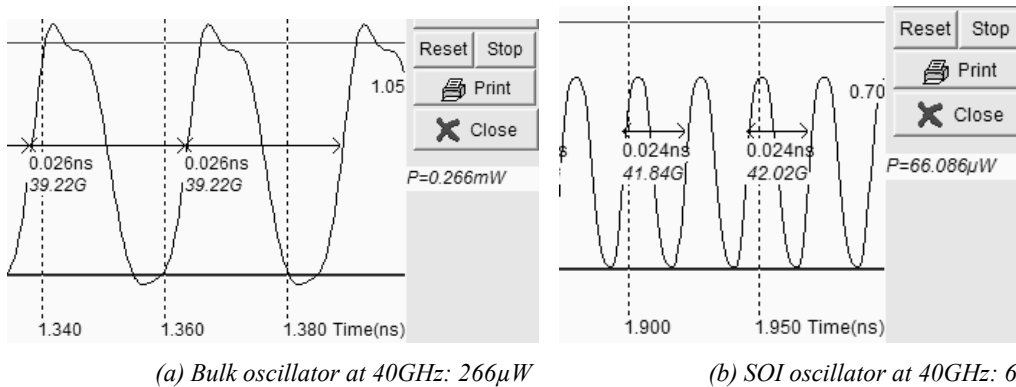 Reset Stop
Print
Close
1.05
0.026ns
39.22G
0.026ns
39.22G
P=0.266mW
1.340 1.360 1.380 Time(ns)
(a) Bulk oscillator at 40GHz: 266µW
Reset Stop
Print
Close
0.70
s
0.024ns
41.84G
0.024ns
42.02G
P=66.086µW
1.900 1.950 Time(ns)
(b) SOI oscillator at 40GHz: 6